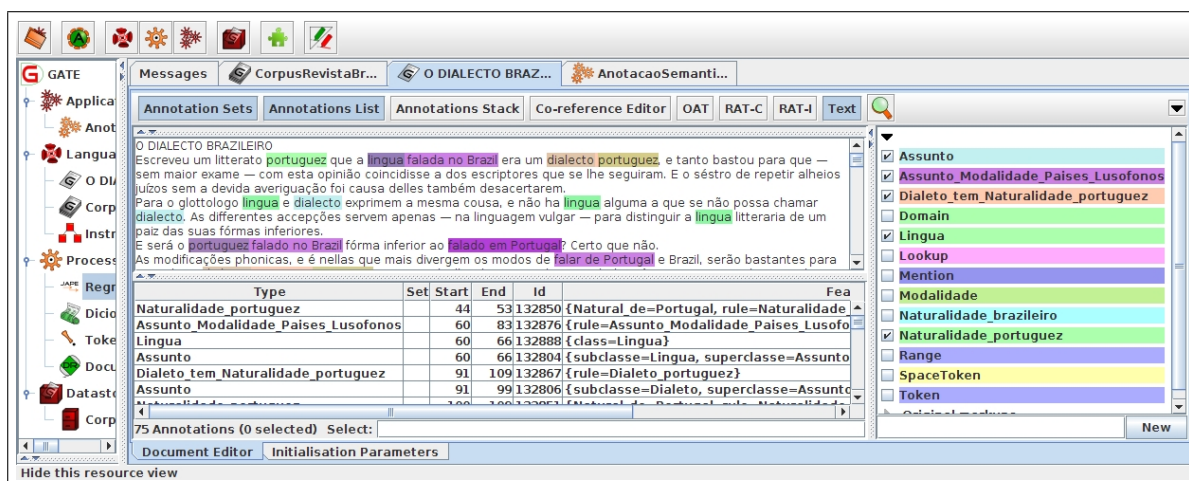 GATE
Applica
Anot
Langua
O DIA
Corp
Instr
Process
JAPE Regr
Dicio
Toke
Docu
Datasto
Corp
Messages CorpusRevistaBr... O DIALECTO BRAZ... AnotacaoSemanti...
Annotation Sets Annotations List Annotations Stack Co-reference Editor OAT RAT-C RAT-I Text
O DIALECTO BRAZILEIRO
Escreveu um litterato portuguez que a lingua falada no Brazil era um dialecto portuguez, e tanto bastou para que —
sem maior exame — com esta opinião coincidisse a dos escriptores que se lhe seguiram. E o séstro de repetir alheios
juízos sem a devida averiguação foi causa delles também desacertarem.
Para o glottologo lingua e dialecto exprimem a mesma cousa, e não ha lingua alguma a que se não possa chamar
dialecto. As differentes accepções servem apenas — na linguagem vulgar — para distinguir a lingua litteraria de um
paiz das suas fórmas inferiores.
E será o portuguez falado no Brazil fórma inferior ao falado em Portugal? Certo que não.
As modificações phonicas, e é nellas que mais divergem os modos de falar de Portugal e Brazil, serão bastantes para
Type Set Start End Id Fea
Naturalidade_portuguez 44 53 132850 {Natural_de=Portugal, rule=Naturalidade_
Assunto_Modalidade_Paises_Lusofonos 60 83 132876 {rule=Assunto_Modalidade_Paises_Lusofo
Lingua 60 66 132888 {class=Lingua}
Assunto 60 66 132804 {subclasse=Lingua, superclasse=Assunto
Dialeto_tem_Naturalidade_portuguez 91 109 132867 {rule=Dialeto_portuguez}
Assunto 91 99 132806 {subclasse=Dialeto, superclasse=Assunto
75 Annotations (0 selected) Select:
Document Editor Initialisation Parameters
Assunto
Assunto_Modalidade_Paises_Lusofonos
Dialeto_tem_Naturalidade_portuguez
Domain
Lingua
Lookup
Mention
Modalidade
Naturalidade_brazileiro
Naturalidade_portuguez
Range
SpaceToken
Token
New
Hide this resource view